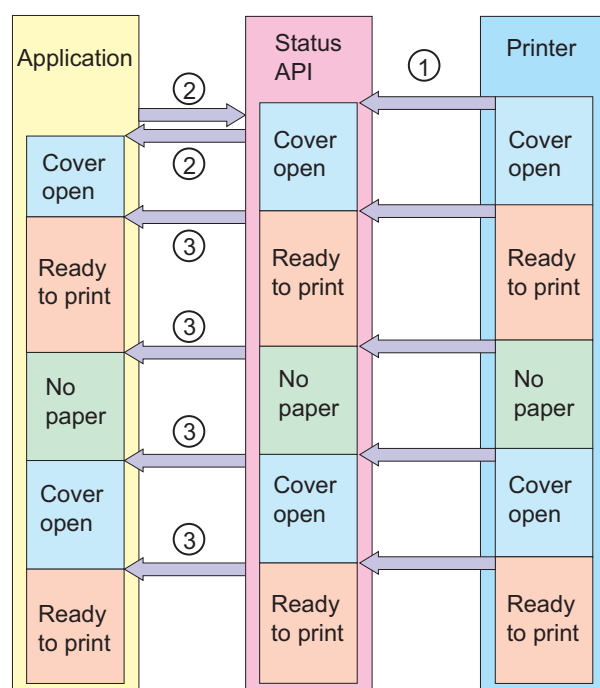 Application
Status
API
Printer
①
②
②
Cover
open
Cover
open
Cover
open
③
Ready
to print
Ready
to print
Ready
to print
③
No
paper
No
paper
No
paper
③
Cover
open
Cover
open
Cover
open
③
Ready
to print
Ready
to print
Ready
to print